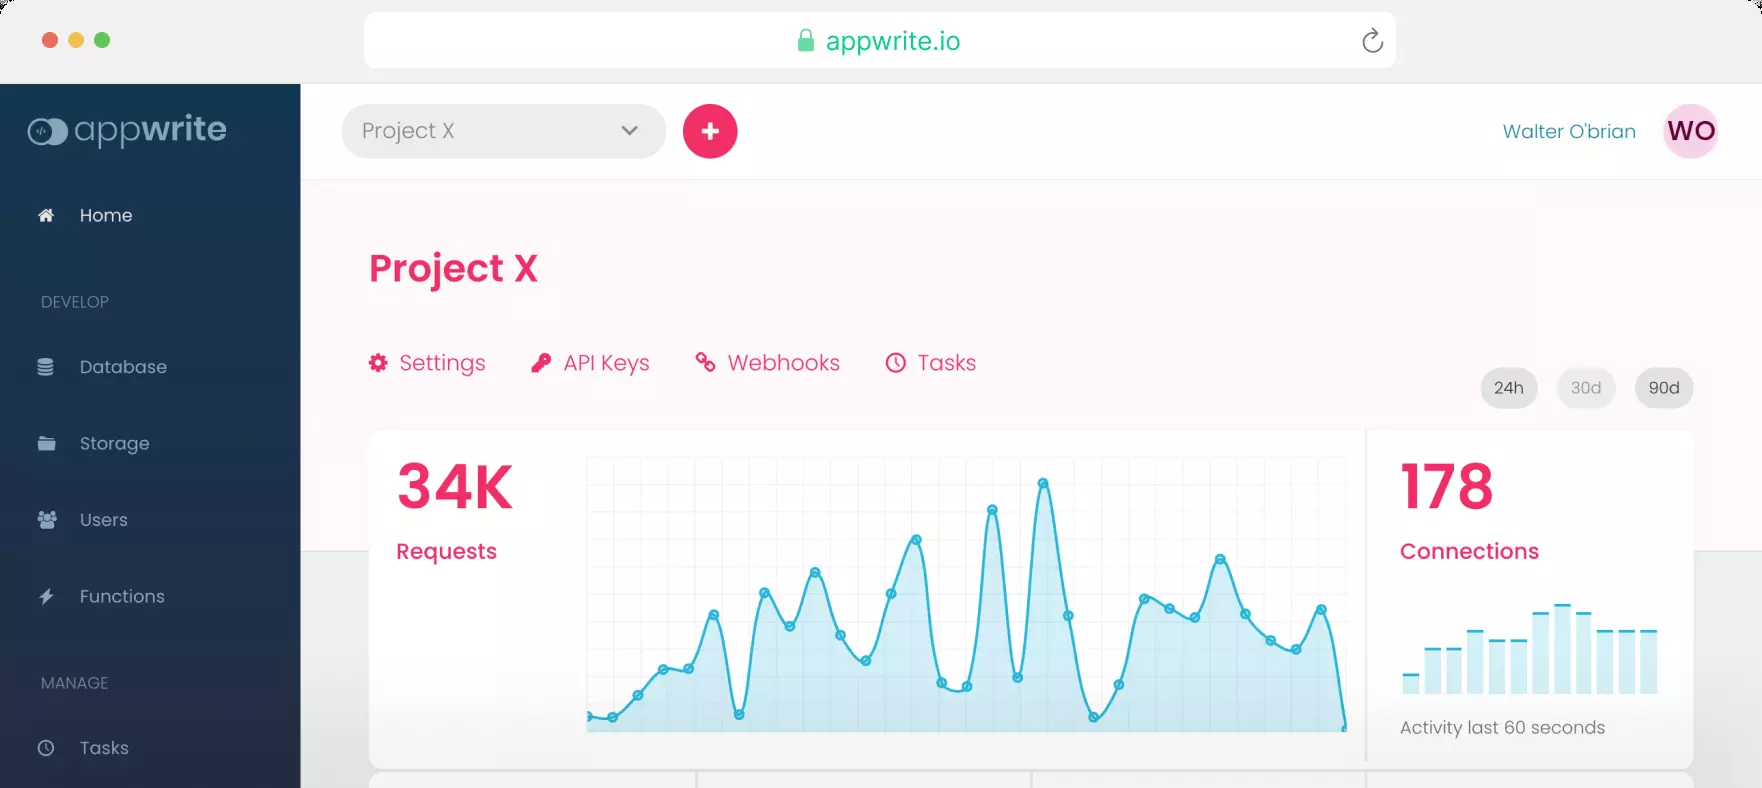 appwrite.io
appwrite
Project X
Walter O'brian
WO
Home
DEVELOP
Database
Storage
Users
Functions
MANAGE
Tasks
Project X
Settings API Keys Webhooks Tasks
24h 30d 90d
34K
Requests
178
Connections
Activity last 60 seconds